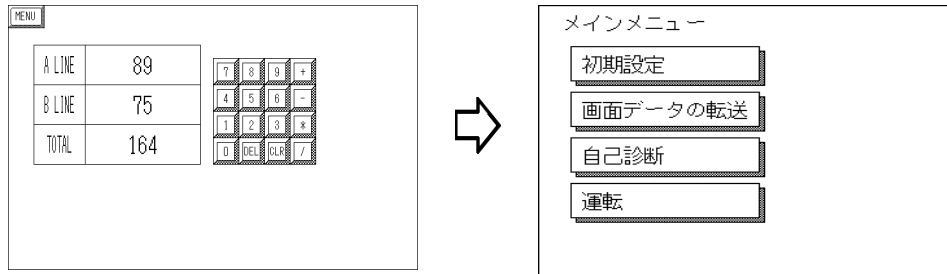 MENU
A LINE 89
B LINE 75
TOTAL 164
7 8 9 +
4 5 6 -
1 2 3 *
0 DEL CLR /
メインメニュー
初期設定
画面データの転送
自己診断
運転